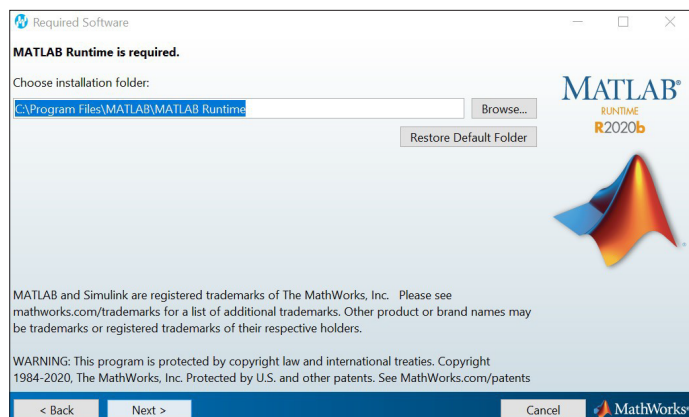 Required Software
MATLAB Runtime is required.
Choose installation folder:
C:\Program Files\MATLAB\MATLAB Runtime
Browse...
Restore Default Folder
MATLAB®
RUNTIME
R2020b
MATLAB and Simulink are registered trademarks of The MathWorks, Inc. Please see
mathworks.com/trademarks for a list of additional trademarks. Other product or brand names may
be trademarks or registered trademarks of their respective holders.
WARNING: This program is protected by copyright law and international treaties. Copyright
1984-2020, The MathWorks, Inc. Protected by U.S. and other patents. See MathWorks.com/patents
< Back
Next >
Cancel
MathWorks®